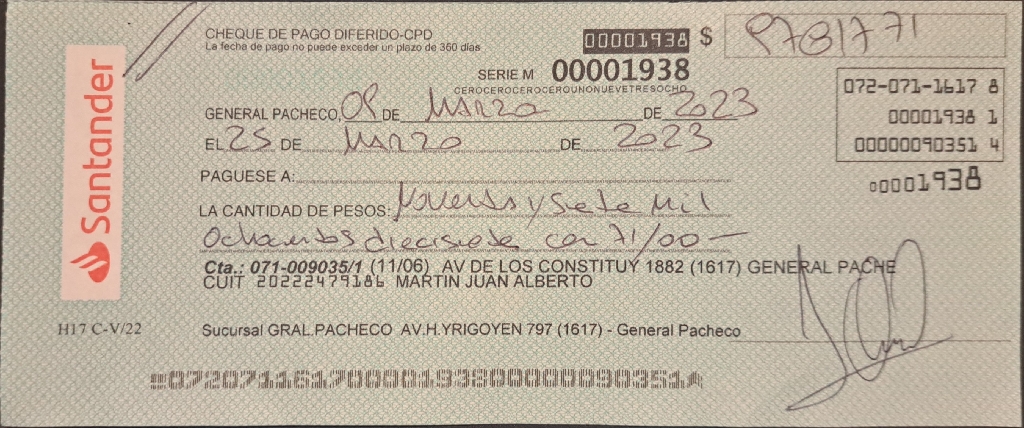 Santander
CHEQUE DE PAGO DIFERIDO-CPD
La fecha de pago no puede exceder un plazo de 360 días
00001938 $ 97817 71
SERIE M 00001938
CEROCEROCEROCEROUNONUEVETRESOCHO
072-071-1617 8
00001938 1
00000090351 4
00001938
GENERAL PACHECO, 08 DE MARZO DE 2023
EL 25 DE MARZO DE 2023
PAGUESE A:
LA CANTIDAD DE PESOS: Noventa y Siete Mil
Ochocientos diecisiete con 71/00 —
Cta.: 071-009035/1 (11/06) AV DE LOS CONSTITUY 1882 (1617) GENERAL PACHE
CUIT 20222479186 MARTIN JUAN ALBERTO
H17 C-V/22
Sucursal GRAL.PACHECO AV.H.YRIGOYEN 797 (1617) - General Pacheco
07207116170000193800000090351